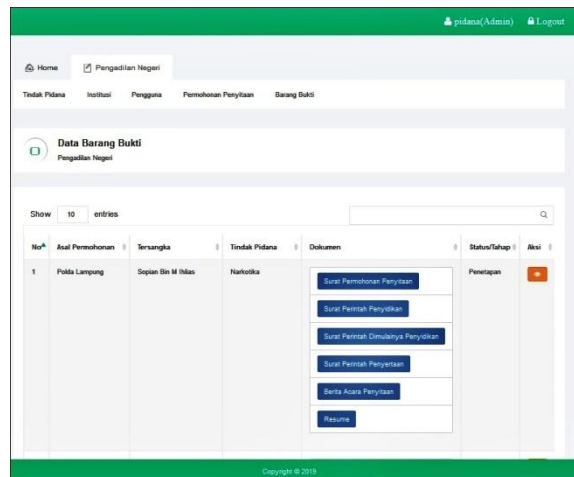 pidana(Admin) Logout
Home Pengadilan Negeri
Tindak Pidana Institusi Pengguna Permohonan Penyitaan Barang Bukti
Data Barang Bukti
Pengadilan Negeri
Show 10 entries
No Asal Permohonan Tersangka Tindak Pidana Dokumen Status/Tahap Aksi
1 Polda Lampung Sopian Bin M Ihlias Narkotika Surat Permohonan Penyitaan Penetapan
Surat Perintah Penyidikan
Surat Perintah Dimulainya Penyidikan
Surat Perintah Penyertaan
Berita Acara Penyitaan
Resume
Copyright © 2019